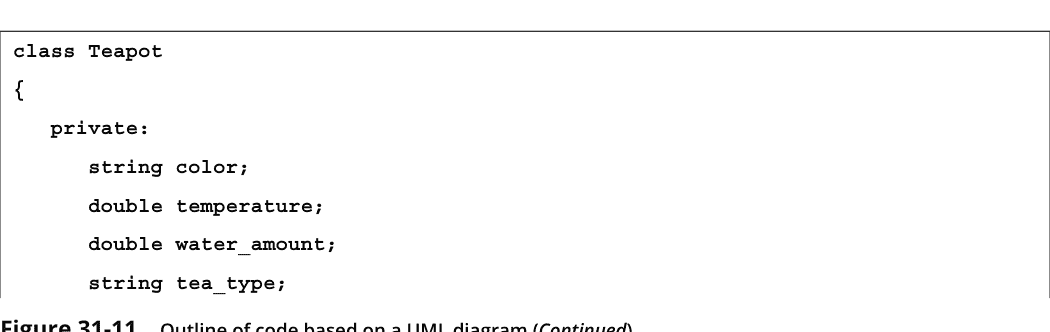 class Teapot
{
private:
string color;
double temperature;
double water_amount;
string tea_type;
Figure 31-11 Outline of code based on a UML diagram (Continued)